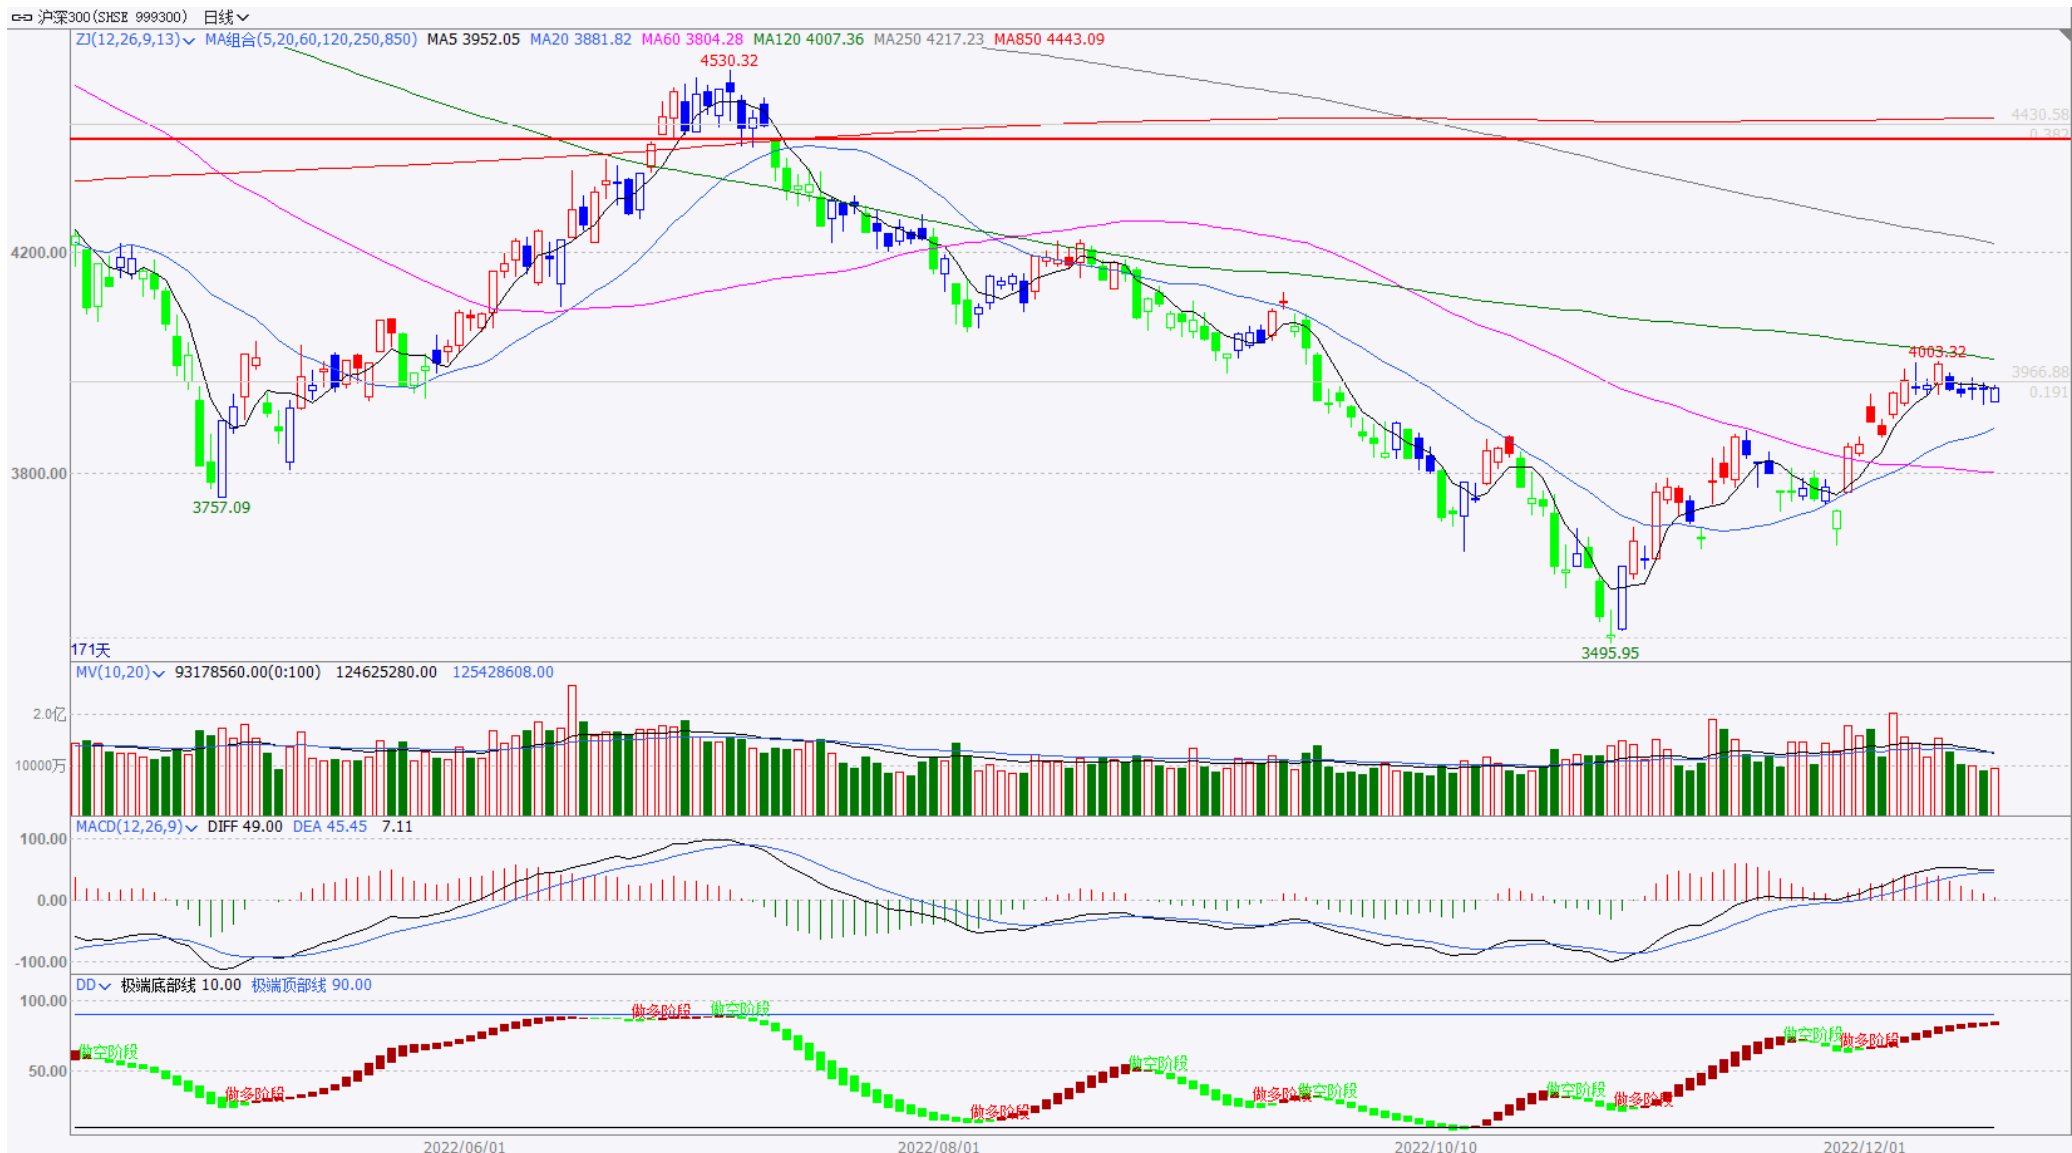 沪深300(SHSE 999300) 日线
ZJ(12,26,9,13) MA组合(5,20,60,120,250,850) MA5 3952.05 MA20 3881.82 MA60 3804.28 MA120 4007.36 MA250 4217.23 MA850 4443.09
4530.32
4430.58
0.382
4200.00
4003.32
3966.88
0.191
3800.00
3757.09
3495.95
171天
MV(10,20) 93178560.00(0:100) 124625280.00 125428608.00
2.0亿
10000万
MACD(12,26,9) DIFF 49.00 DEA 45.45 7.11
100.00
0.00
-100.00
DD 极端底部线 10.00 极端顶部线 90.00
100.00
做多阶段 做空阶段
做空阶段 做空阶段 做空阶段 做多阶段
50.00
做多阶段 做多阶段 做多阶段 做空阶段 做空阶段 做多阶段
2022/06/01 2022/08/01 2022/10/10 2022/12/01